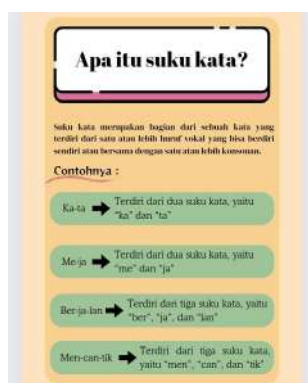 Apa itu suku kata?
Suku kata merupakan bagian dari sebuah kata yang
terdiri dari satu atau lebih huruf vokal yang bisa berdiri
sendiri atau bersama dengan satu atau lebih konsonan.
Contohnya :
Ka-ta Terdiri dari dua suku kata, yaitu
"ka" dan "ta"
Me-ja Terdiri dari dua suku kata, yaitu
"me" dan "ja"
Ber-ja-lan Terdiri dari tiga suku kata, yaitu
"ber", "ja", dan "lan"
Men-can-tik Terdiri dari tiga suku kata,
yaitu "men", "can", dan "tik"